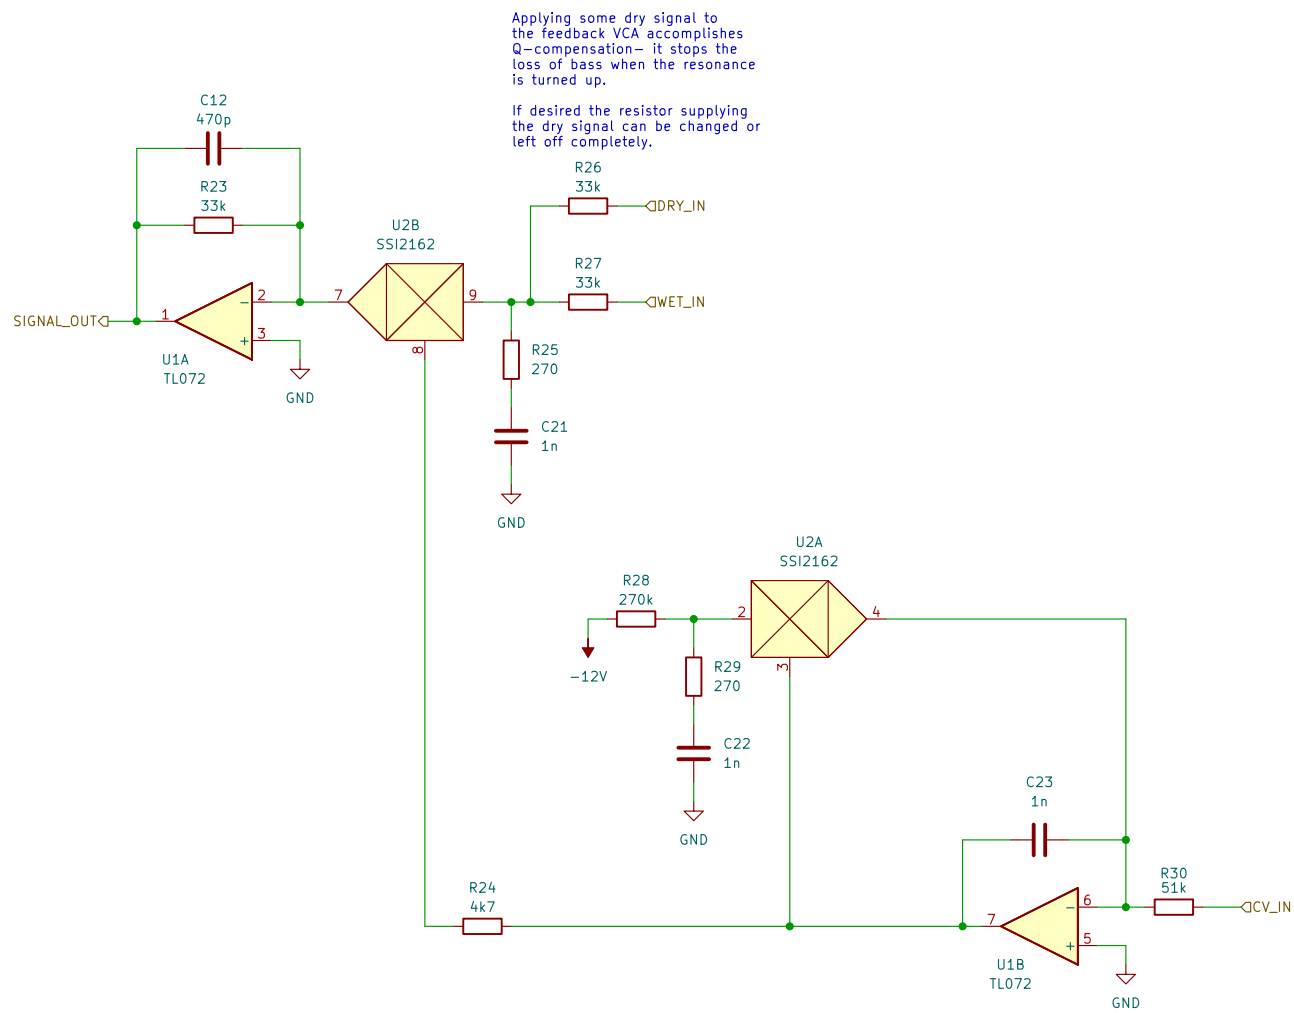 Applying some dry signal to
the feedback VCA accomplishes
Q-compensation- it stops the
loss of bass when the resonance
is turned up.
If desired the resistor supplying
the dry signal can be changed or
left off completely.
C12
470p
R23
33k
R26
33k
DRY_IN
U2B
SSI2162
R27
33k
WET_IN
7
9
8
2
-
3
+
1
SIGNAL_OUT
U1A
TL072
GND
R25
270
C21
1n
GND
U2A
SSI2162
R28
270k
2
4
3
-12V
R29
270
C22
1n
GND
C23
1n
R30
51k
CV_IN
R24
4k7
7
6
-
5
+
U1B
TL072
GND